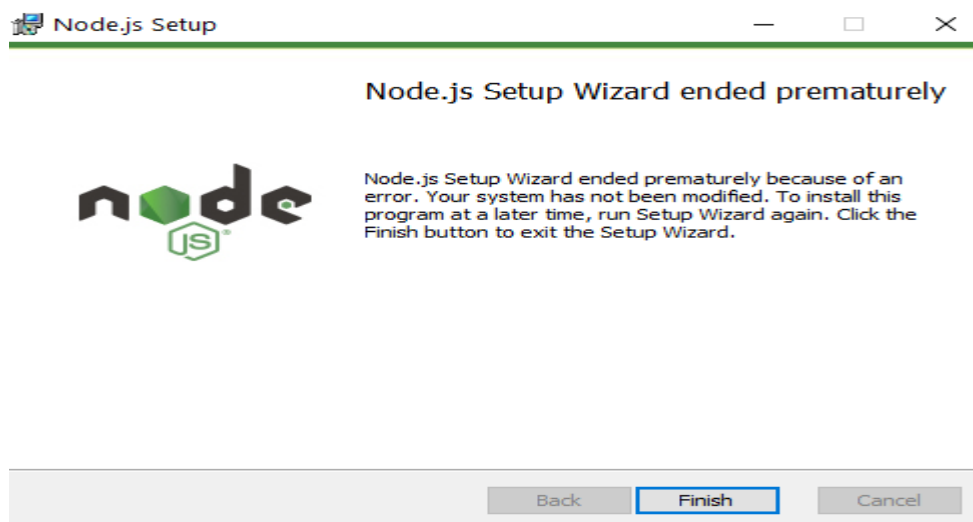 Node.js Setup
Node.js Setup Wizard ended prematurely
node
JS®
Node.js Setup Wizard ended prematurely because of an
error. Your system has not been modified. To install this
program at a later time, run Setup Wizard again. Click the
Finish button to exit the Setup Wizard.
Back Finish Cancel